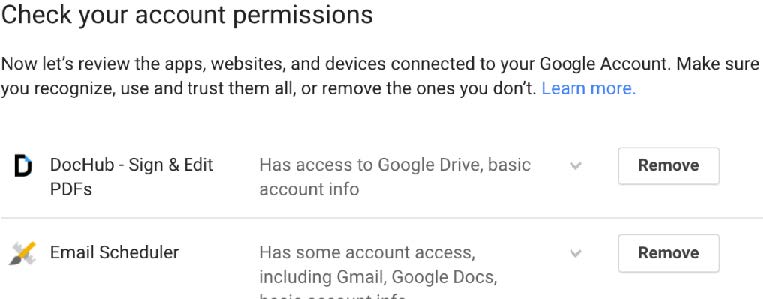 Check your account permissions
Now let's review the apps, websites, and devices connected to your Google Account. Make sure
you recognize, use and trust them all, or remove the ones you don't. Learn more.
DocHub - Sign & Edit
PDFs
Has access to Google Drive, basic
account info
Remove
Email Scheduler
Has some account access,
including Gmail, Google Docs,
basic account info
Remove